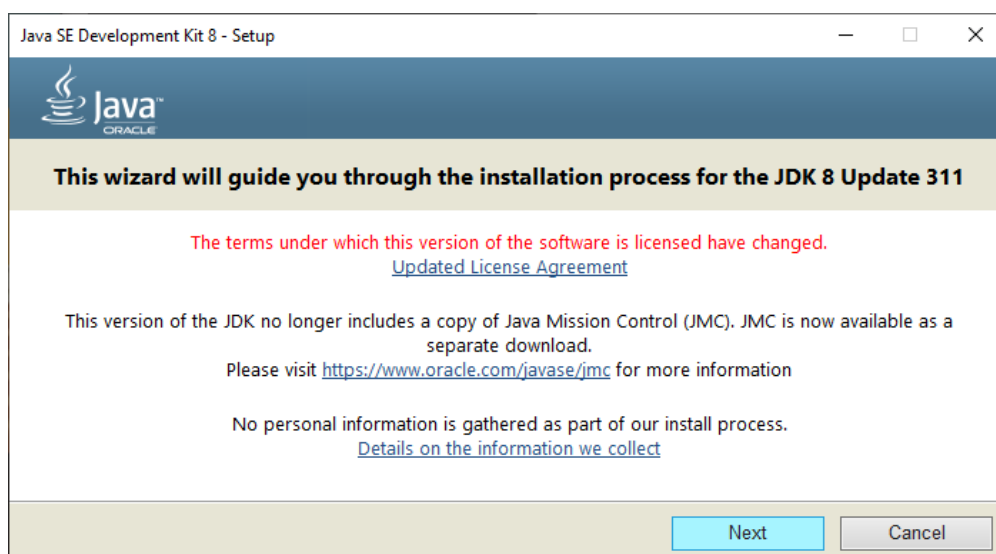 Java SE Development Kit 8 - Setup
Java™
ORACLE
This wizard will guide you through the installation process for the JDK 8 Update 311
The terms under which this version of the software is licensed have changed.
Updated License Agreement
This version of the JDK no longer includes a copy of Java Mission Control (JMC). JMC is now available as a
separate download.
Please visit https://www.oracle.com/javase/jmc for more information
No personal information is gathered as part of our install process.
Details on the information we collect
Next Cancel